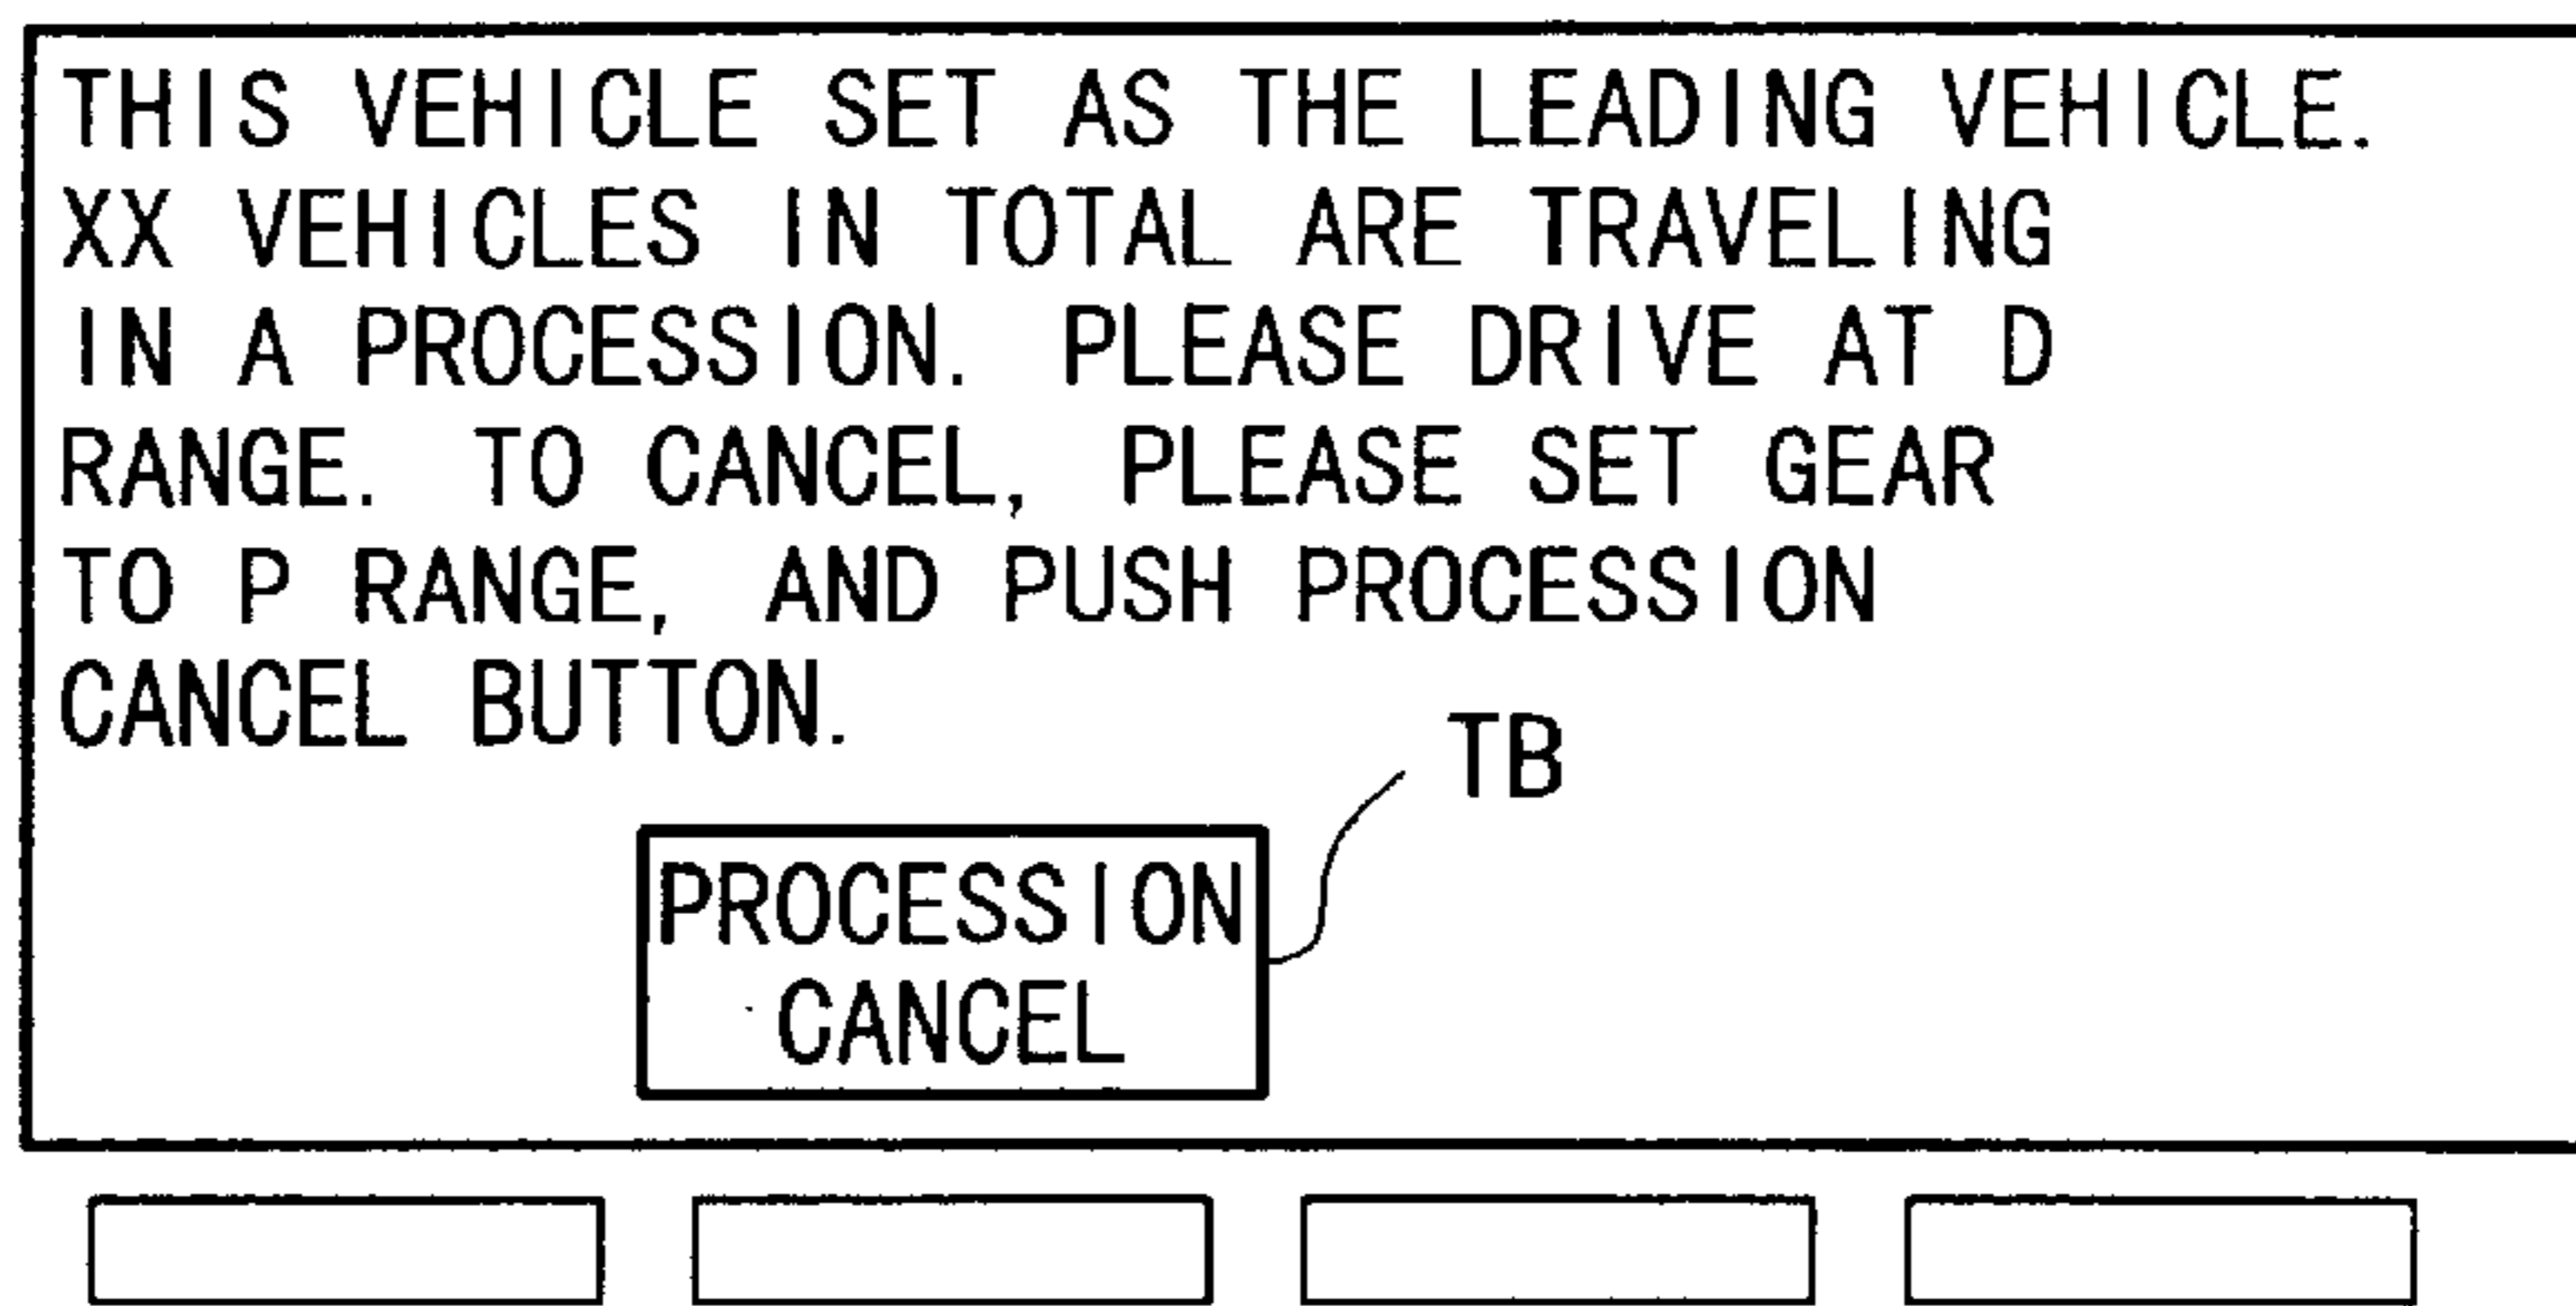 THIS VEHICLE SET AS THE LEADING VEHICLE.
XX VEHICLES IN TOTAL ARE TRAVELING
IN A PROCESSION. PLEASE DRIVE AT D
RANGE. TO CANCEL, PLEASE SET GEAR
TO P RANGE, AND PUSH PROCESSION
CANCEL BUTTON.
TB
PROCESSION
CANCEL